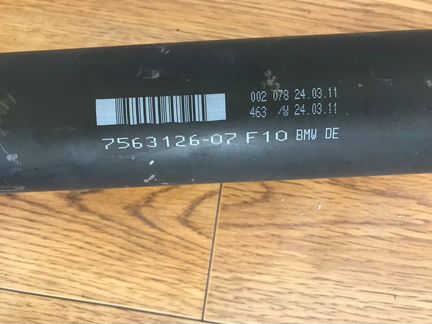 002 078 24.03.11
463 /W 24.03.11
7563126-07 F10 BMW DE